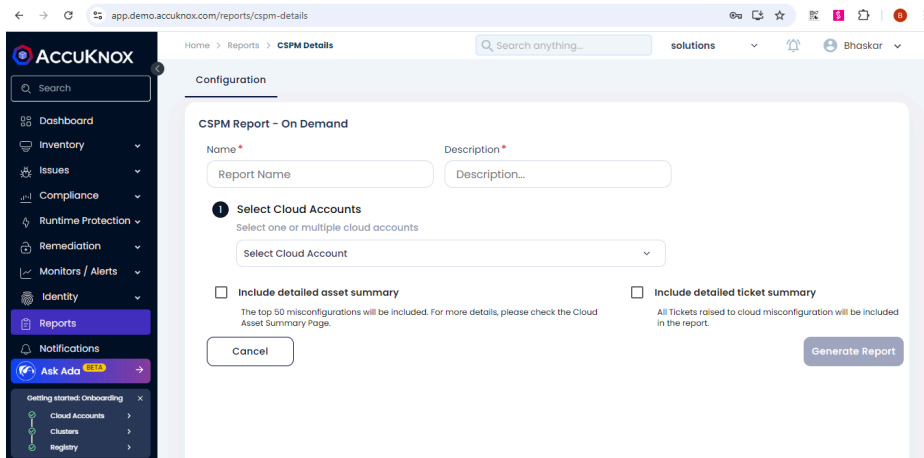 app.demo.accuknox.com/reports/cspm-details
B
ACCUKNOX
Search
Dashboard
Inventory
Issues
Compliance
Runtime Protection
Remediation
Monitors / Alerts
Identity
Reports
Notifications
Ask Ada BETA
Getting started: Onboarding
Cloud Accounts
Clusters
Registry
Home > Reports > CSPM Details
Search anything...
solutions
Bhaskar
Configuration
CSPM Report - On Demand
Name *
Description *
Report Name
Description...
1 Select Cloud Accounts
Select one or multiple cloud accounts
Select Cloud Account
Include detailed asset summary
The top 50 misconfigurations will be included. For more details, please check the Cloud
Asset Summary Page.
Include detailed ticket summary
All Tickets raised to cloud misconfiguration will be included
in the report.
Cancel
Generate Report